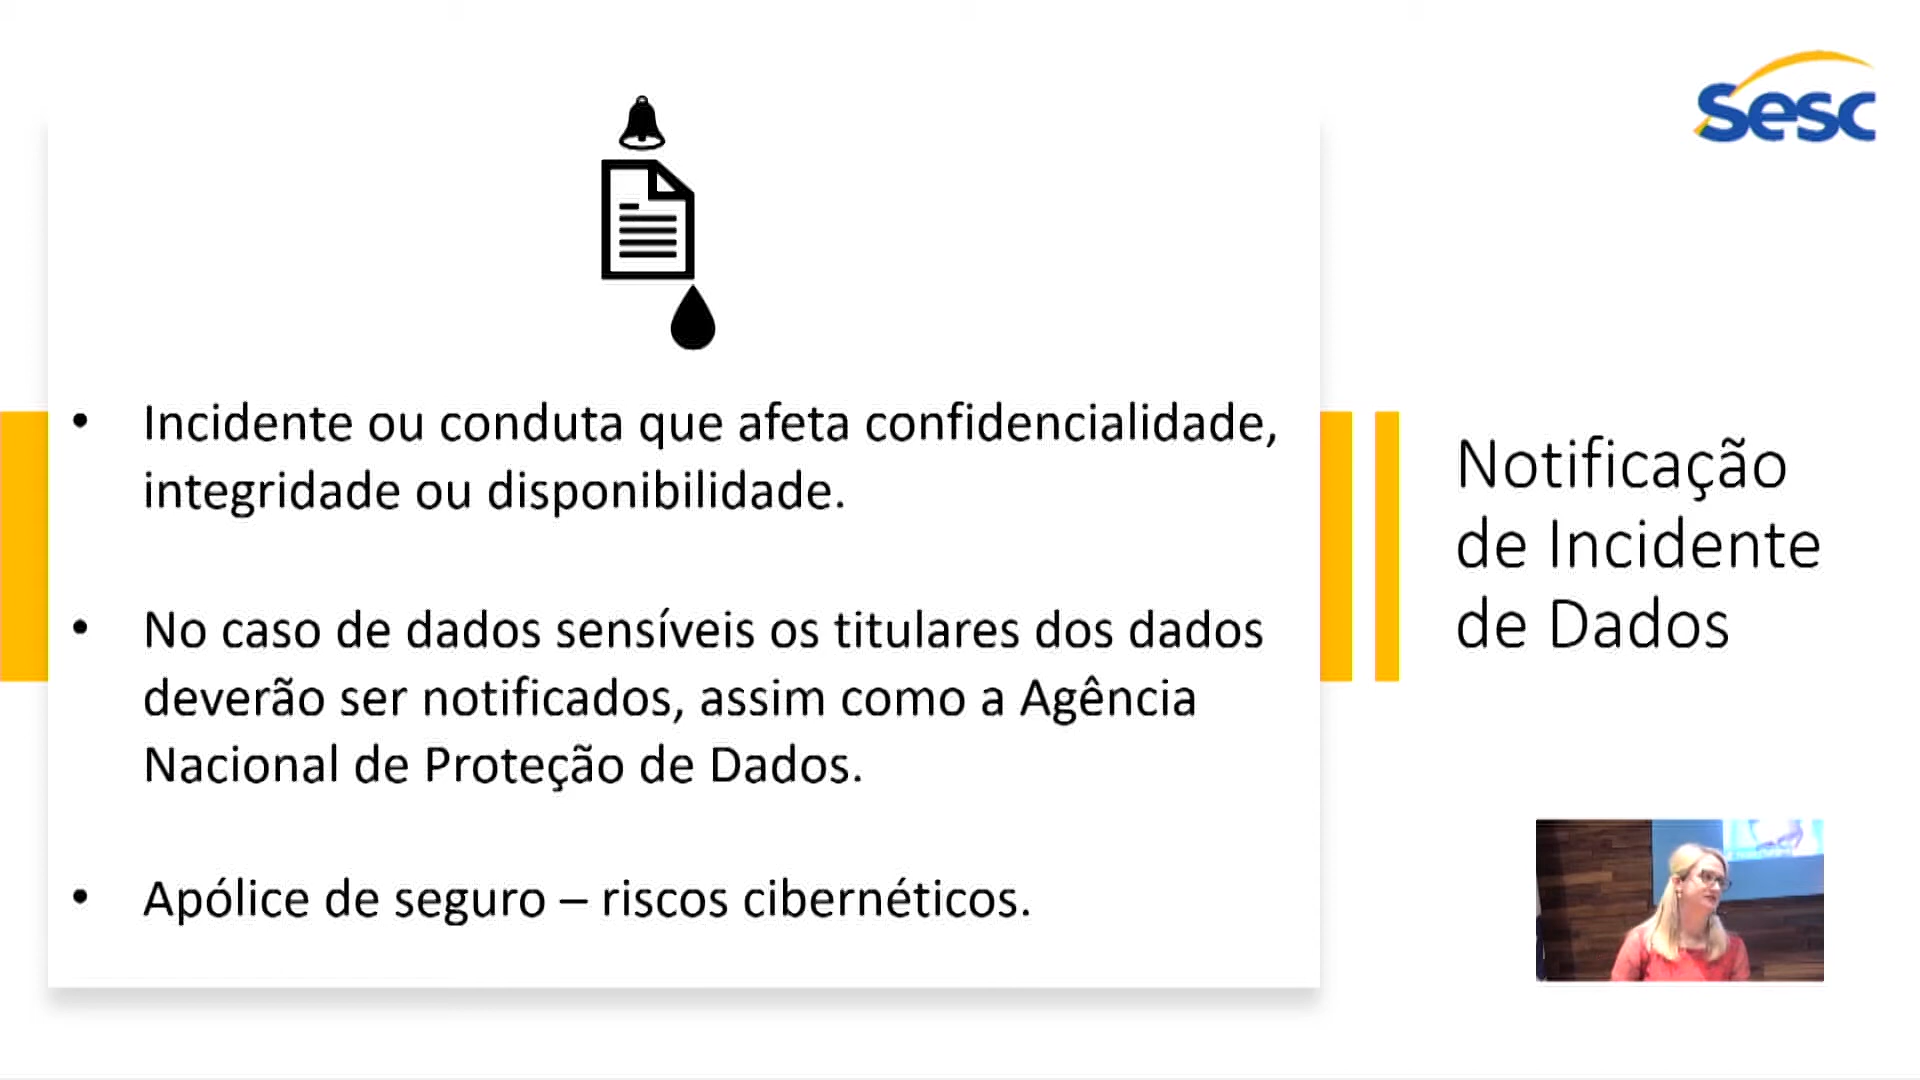 Sesc
• Incidente ou conduta que afeta confidencialidade,
integridade ou disponibilidade.
• No caso de dados sensíveis os titulares dos dados
deverão ser notificados, assim como a Agência
Nacional de Proteção de Dados.
• Apólice de seguro – riscos cibernéticos.
Notificação
de Incidente
de Dados